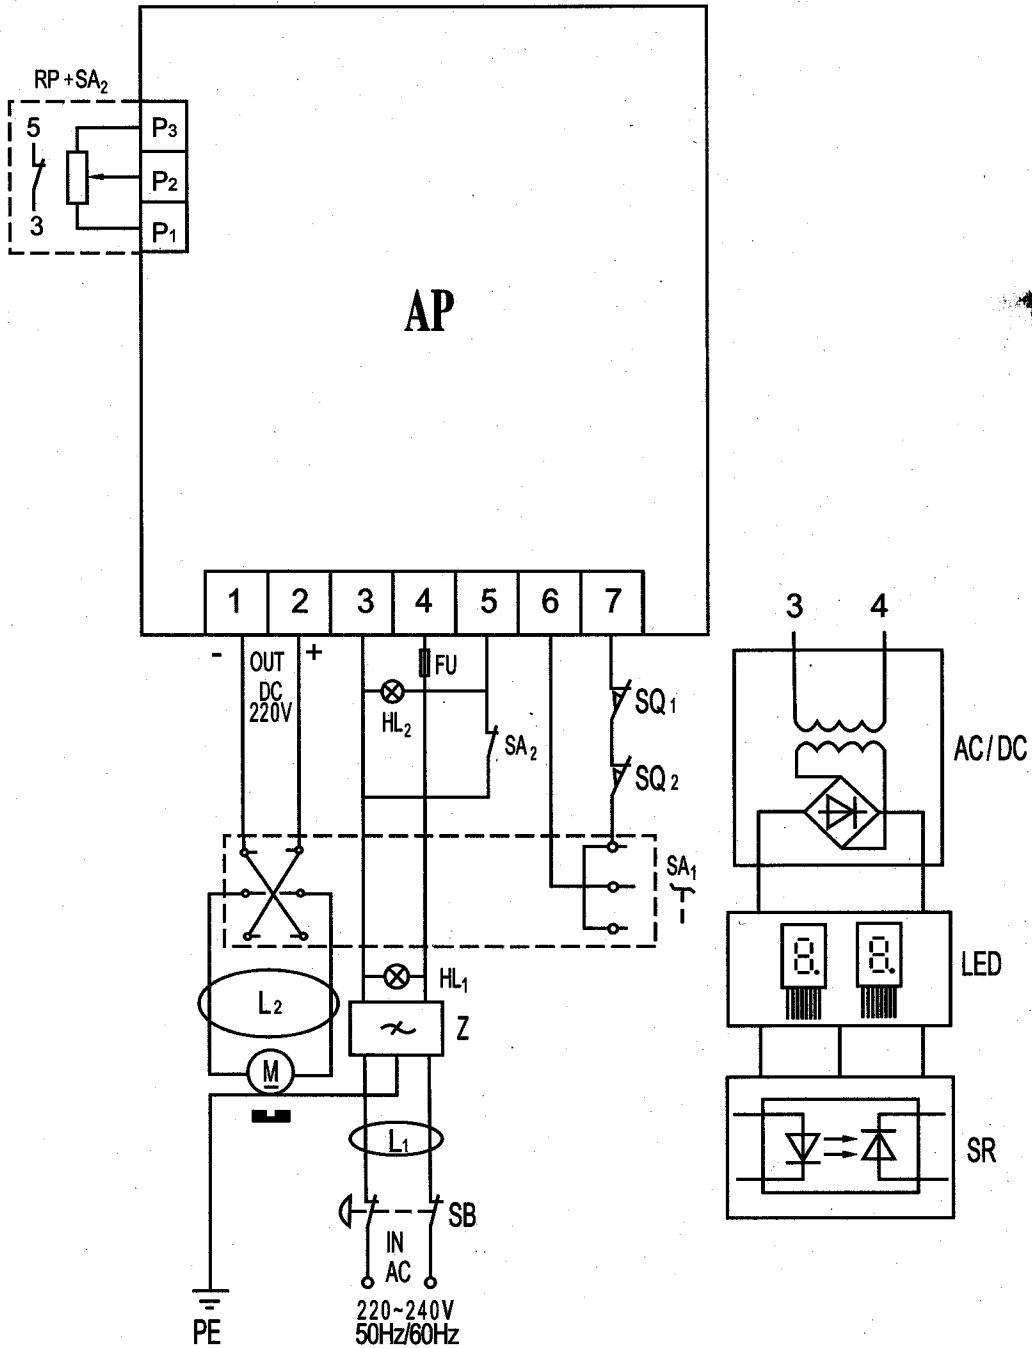 RP+SA2
5
P3
P2
3
P1
AP
1 2 3 4 5 6 7
3 4
- OUT +
DC
220V
FU
HL2
SA2
SQ1
SQ2
AC/DC
SA1
HL1
8. 8.
LED
L2
Z
M
L1
SR
SB
IN
AC
220~240V
50Hz/60Hz
PE